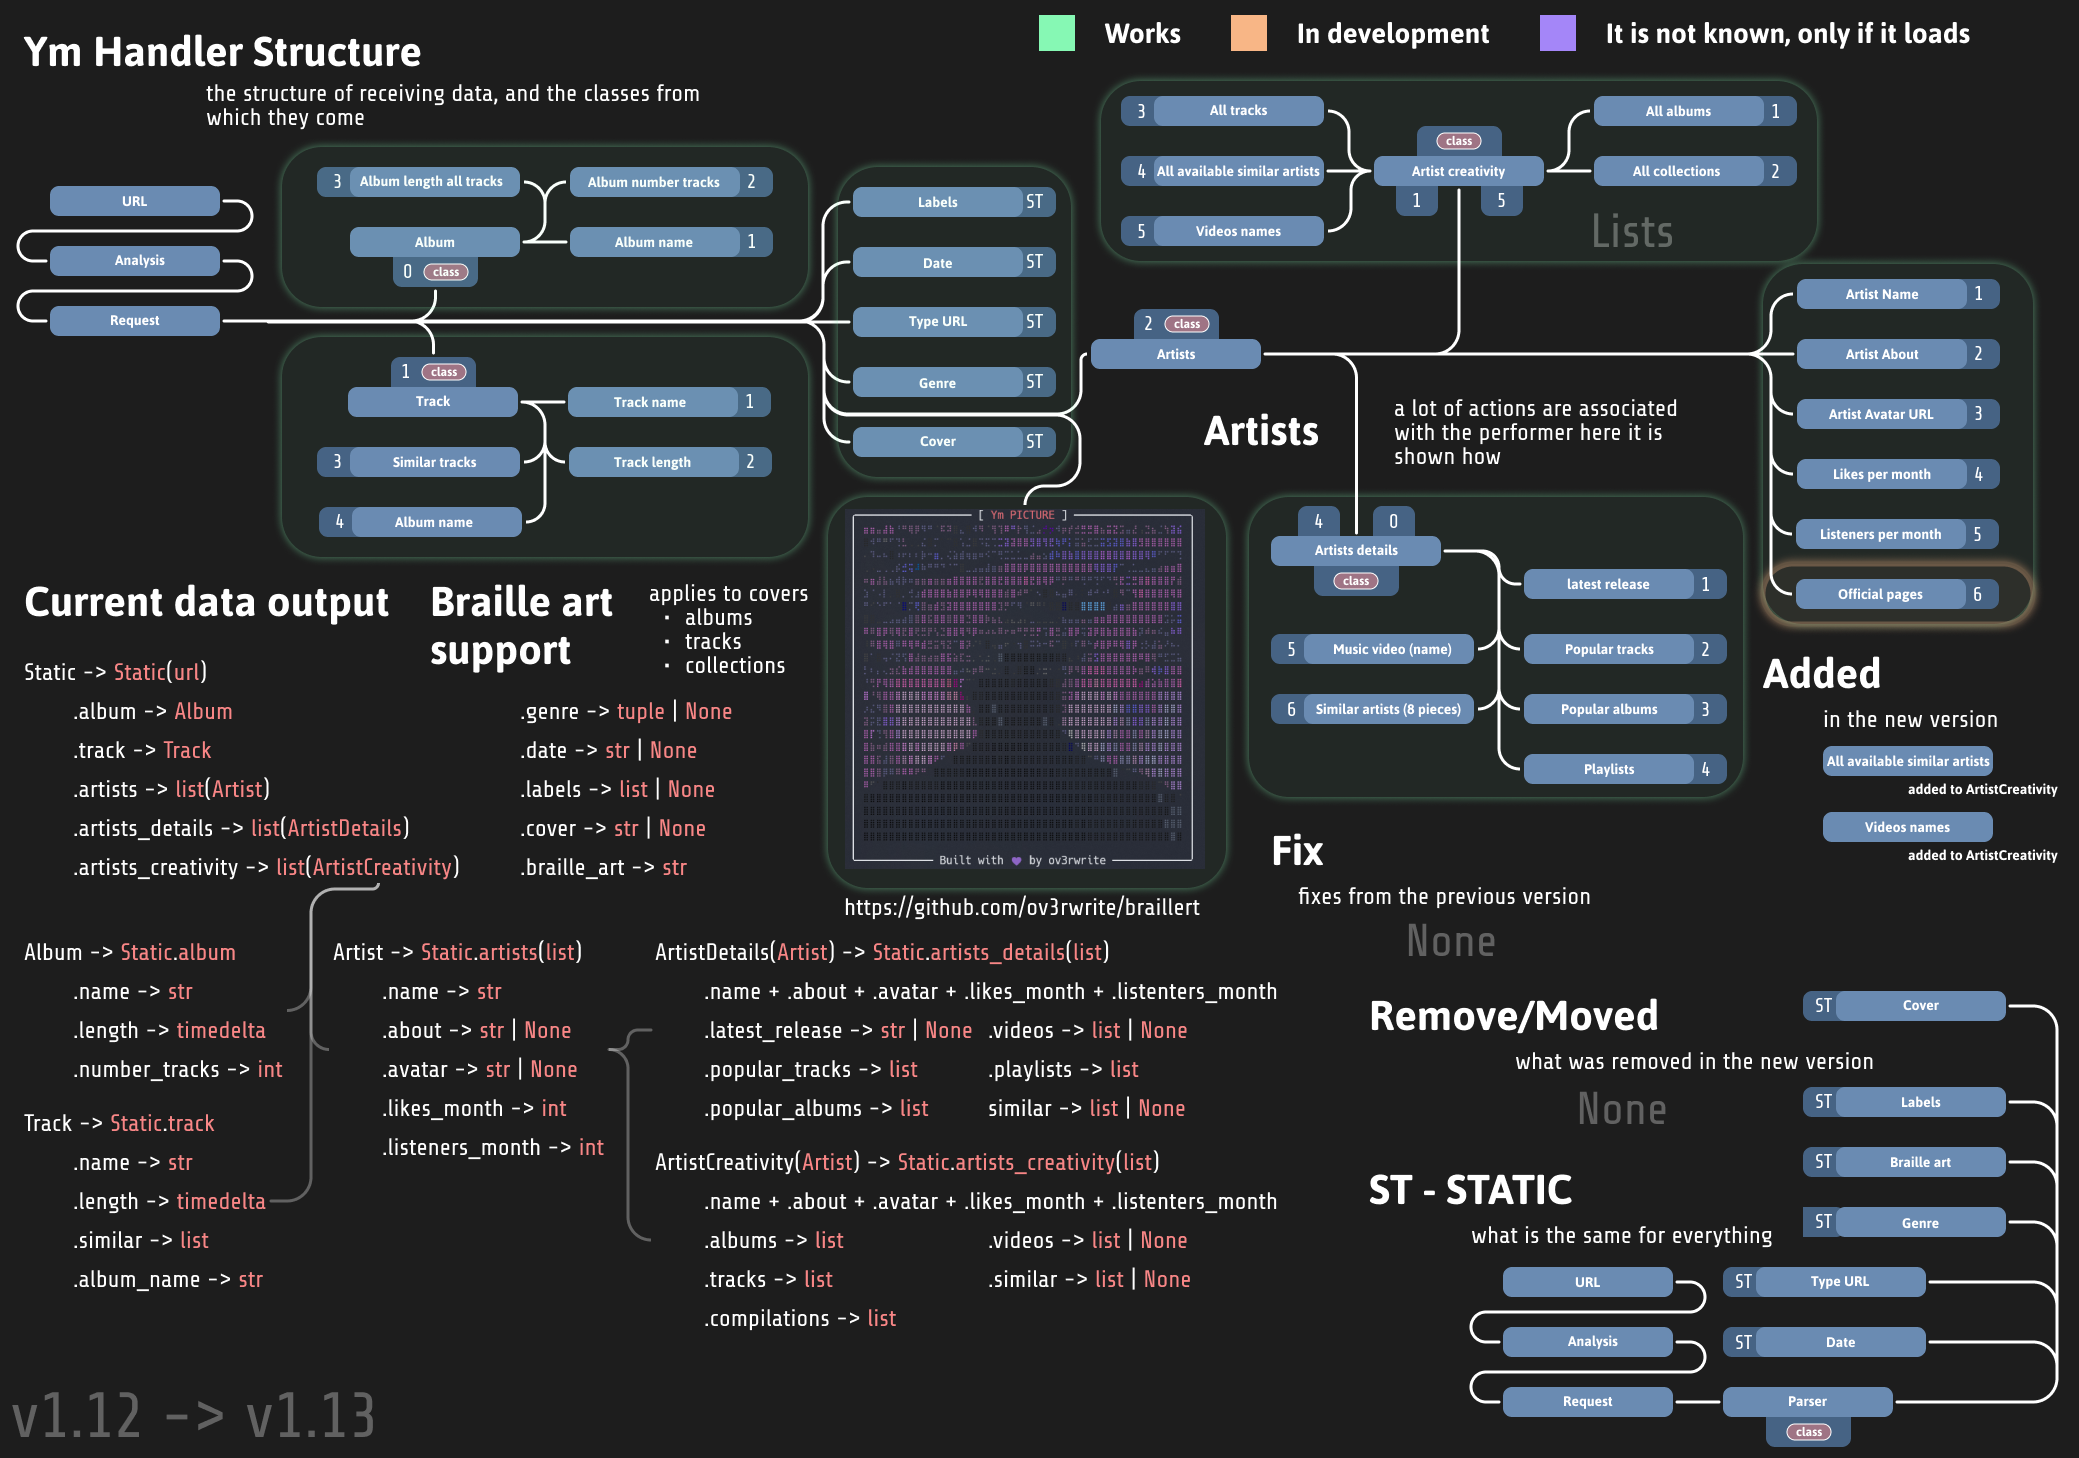 Works
In development
It is not known, only if it loads
Ym Handler Structure
the structure of receiving data, and the classes from
which they come
URL
Analysis
Request
3 Album length all tracks
Album number tracks 2
Album
Album name 1
0 class
1 class
Track
Track name 1
3 Similar tracks
Track length 2
4 Album name
Labels ST
Date ST
Type URL ST
Genre ST
Cover ST
3 All tracks
All albums 1
class
4 All available similar artists
Artist creativity
All collections 2
1 5
5 Videos names
Lists
2 class
Artists
Artist Name 1
Artist About 2
Artist Avatar URL 3
Likes per month 4
Listeners per month 5
Official pages 6
Artists
a lot of actions are associated
with the performer here it is
shown how
4 0
Artists details
class
latest release 1
5 Music video (name)
Popular tracks 2
6 Similar artists (8 pieces)
Popular albums 3
Playlists 4
[ Ym PICTURE ]
Built with 💜 by ov3rwrite
https://github.com/ov3rwrite/braillert
Current data output
Braille art
support
applies to covers
· albums
· tracks
· collections
Static -> Static(url)
.album -> Album
.track -> Track
.artists -> list(Artist)
.artists_details -> list(ArtistDetails)
.artists_creativity -> list(ArtistCreativity)
.genre -> tuple | None
.date -> str | None
.labels -> list | None
.cover -> str | None
.braille_art -> str
Album -> Static.album
.name -> str
.length -> timedelta
.number_tracks -> int
Track -> Static.track
.name -> str
.length -> timedelta
.similar -> list
.album_name -> str
Artist -> Static.artists(list)
.name -> str
.about -> str | None
.avatar -> str | None
.likes_month -> int
.listeners_month -> int
ArtistDetails(Artist) -> Static.artists_details(list)
.name + .about + .avatar + .likes_month + .listenters_month
.latest_release -> str | None .videos -> list | None
.popular_tracks -> list .playlists -> list
.popular_albums -> list similar -> list | None
ArtistCreativity(Artist) -> Static.artists_creativity(list)
.name + .about + .avatar + .likes_month + .listenters_month
.albums -> list .videos -> list | None
.tracks -> list .similar -> list | None
.compilations -> list
Added
in the new version
All available similar artists
added to ArtistCreativity
Videos names
added to ArtistCreativity
Fix
fixes from the previous version
None
Remove/Moved
what was removed in the new version
None
ST - STATIC
what is the same for everything
ST Cover
ST Labels
ST Braille art
ST Genre
URL
ST Type URL
Analysis
ST Date
Request
Parser
class
v1.12 -> v1.13